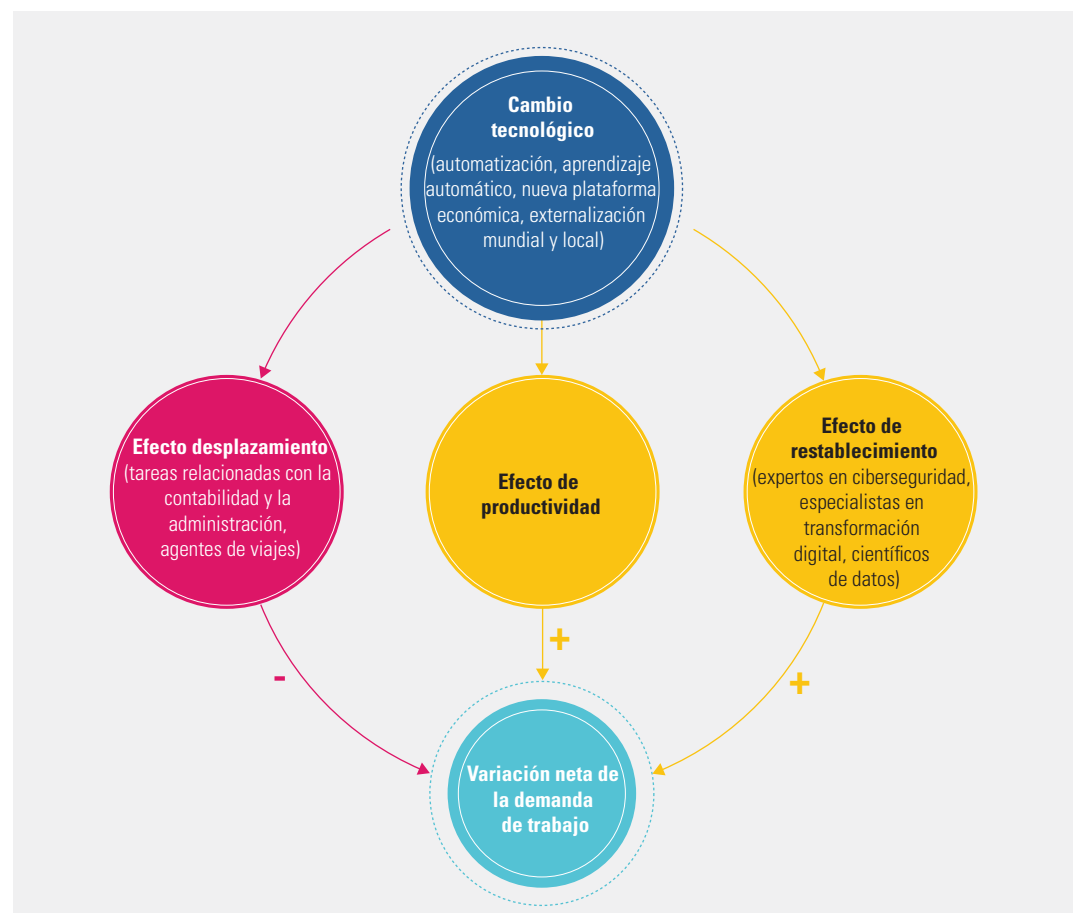 Cambio
tecnológico
(automatización, aprendizaje
automático, nueva plataforma
económica, externalización
mundial y local)
Efecto desplazamiento
(tareas relacionadas con la
contabilidad y la
administración,
agentes de viajes)
Efecto de
productividad
Efecto de
restablecimiento
(expertos en ciberseguridad,
especialistas en
transformación
digital, científicos
de datos)
-
+
+
Variación neta de
la demanda
de trabajo